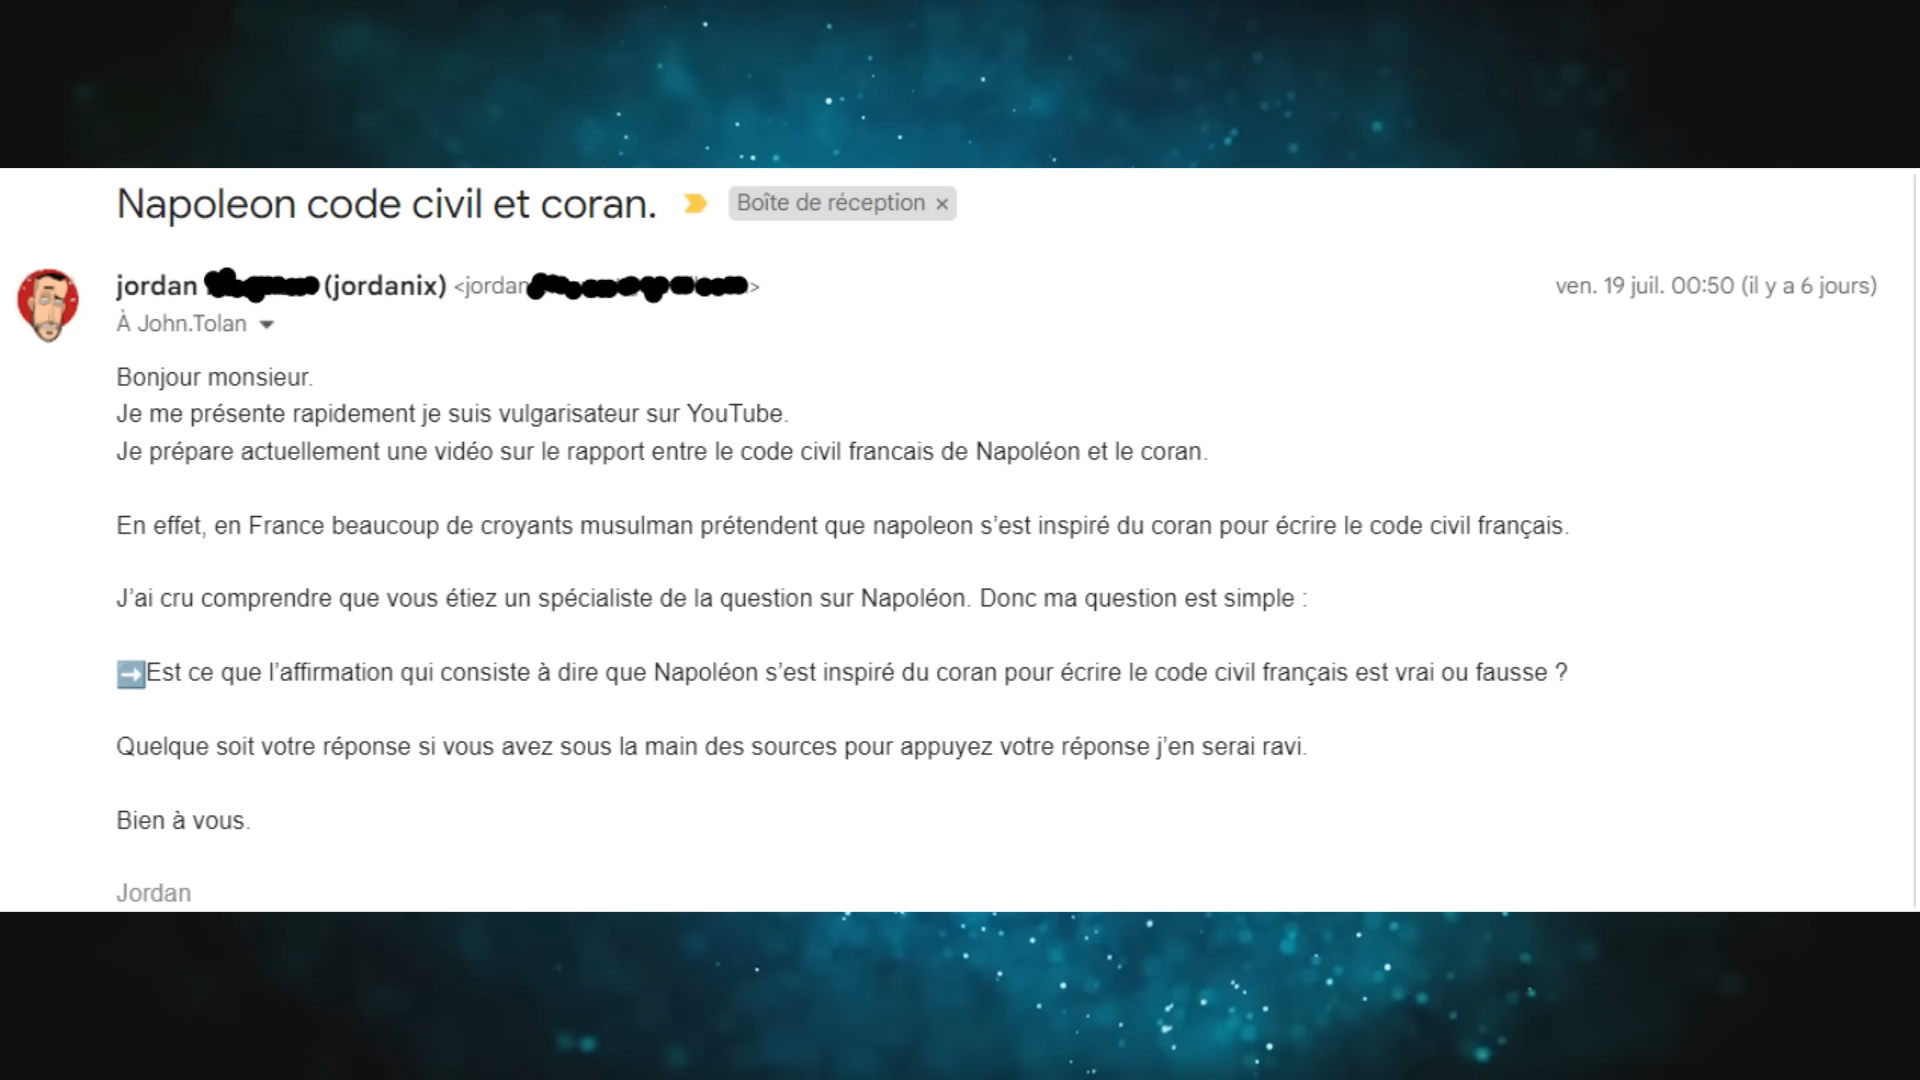 Napoleon code civil et coran. Boîte de réception ×
jordan (jordanix) <jordan >
ven. 19 juil. 00:50 (il y a 6 jours)
À John.Tolan
Bonjour monsieur.
Je me présente rapidement je suis vulgarisateur sur YouTube.
Je prépare actuellement une vidéo sur le rapport entre le code civil francais de Napoléon et le coran.
En effet, en France beaucoup de croyants musulman prétendent que napoleon s’est inspiré du coran pour écrire le code civil français.
J’ai cru comprendre que vous étiez un spécialiste de la question sur Napoléon. Donc ma question est simple :
➡Est ce que l’affirmation qui consiste à dire que Napoléon s’est inspiré du coran pour écrire le code civil français est vrai ou fausse ?
Quelque soit votre réponse si vous avez sous la main des sources pour appuyez votre réponse j’en serai ravi.
Bien à vous.
Jordan